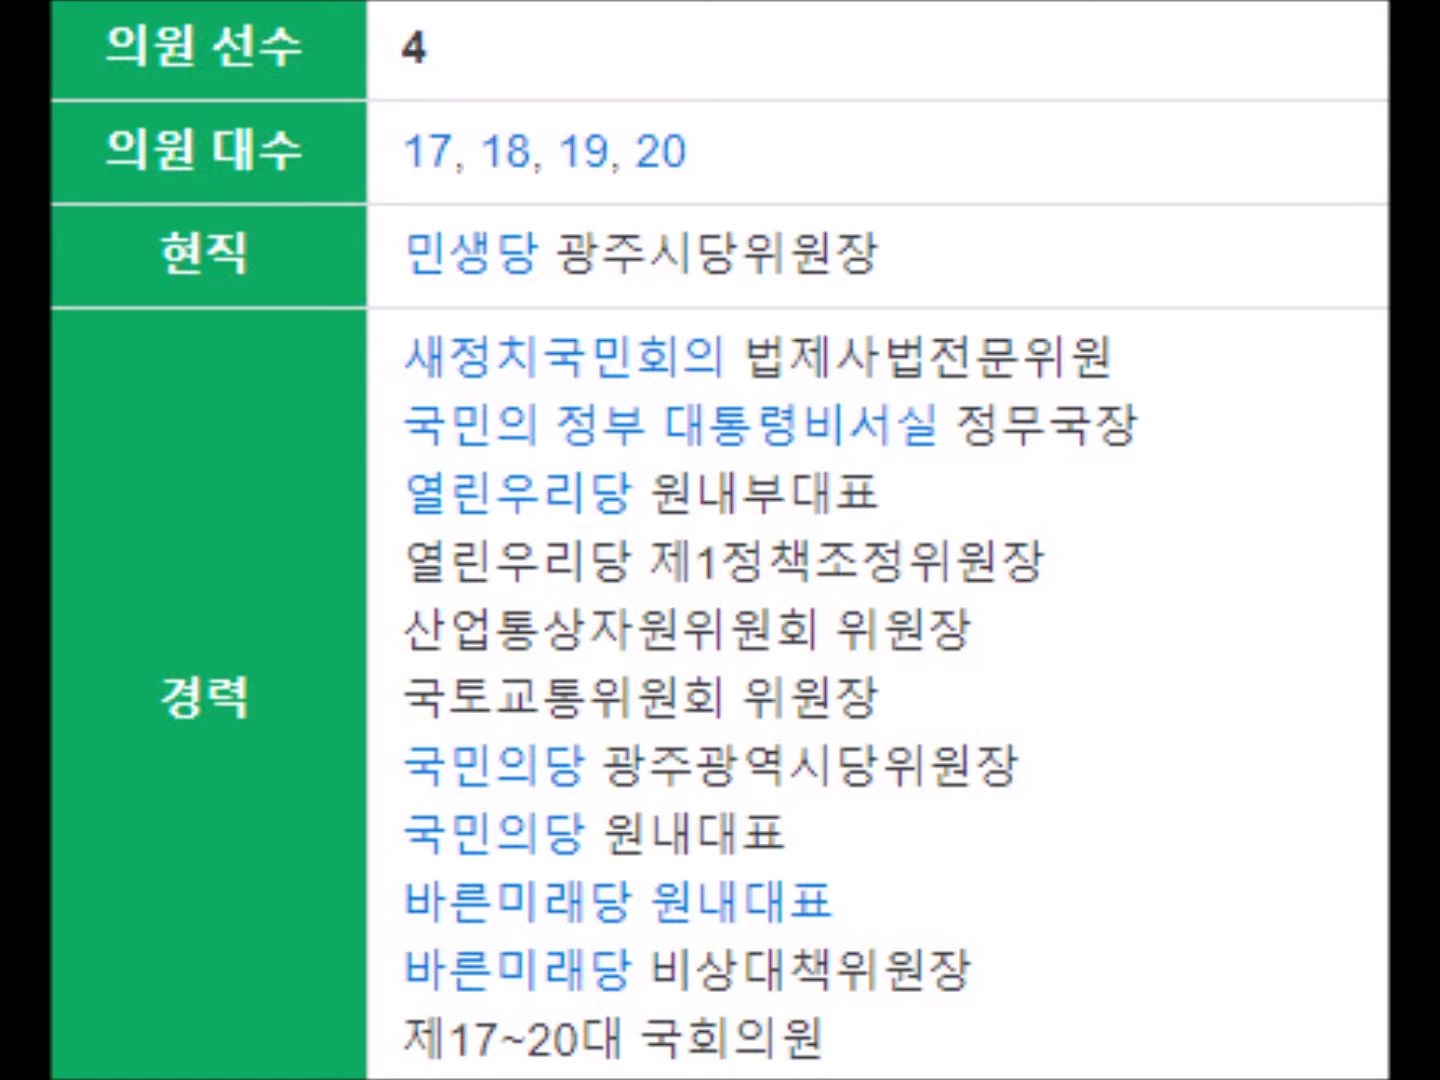 의원 선수 4
의원 대수 17, 18, 19, 20
현직 민생당 광주시당위원장
경력
새정치국민회의 법제사법전문위원
국민의 정부 대통령비서실 정무국장
열린우리당 원내부대표
열린우리당 제1정책조정위원장
산업통상자원위원회 위원장
국토교통위원회 위원장
국민의당 광주광역시당위원장
국민의당 원내대표
바른미래당 원내대표
바른미래당 비상대책위원장
제17~20대 국회의원